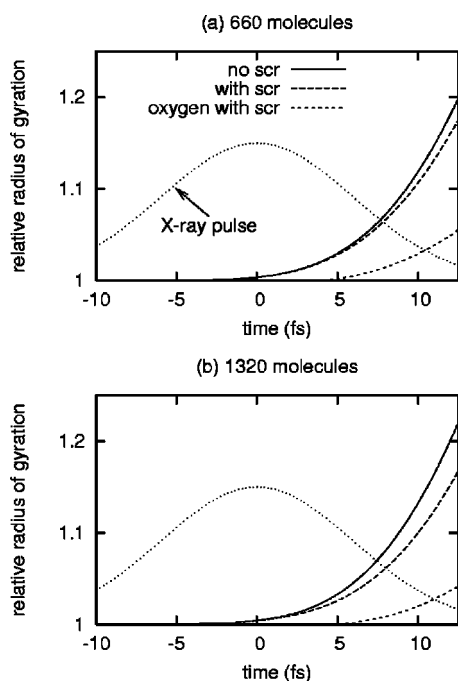 (a) 660 molecules
no scr
with scr
oxygen with scr
X-ray pulse
relative radius of gyration
1.2
1.1
1
-10 -5 0 5 10
time (fs)
(b) 1320 molecules
relative radius of gyration
1.2
1.1
1
-10 -5 0 5 10
time (fs)